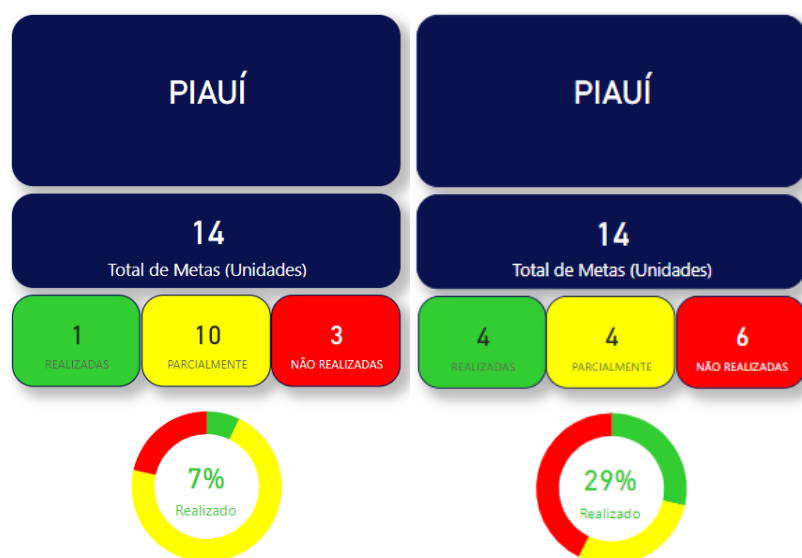 PIAUÍ
14
Total de Metas (Unidades)
1
REALIZADAS
10
PARCIALMENTE
3
NÃO REALIZADAS
7%
Realizado
PIAUÍ
14
Total de Metas (Unidades)
4
REALIZADAS
4
PARCIALMENTE
6
NÃO REALIZADAS
29%
Realizado